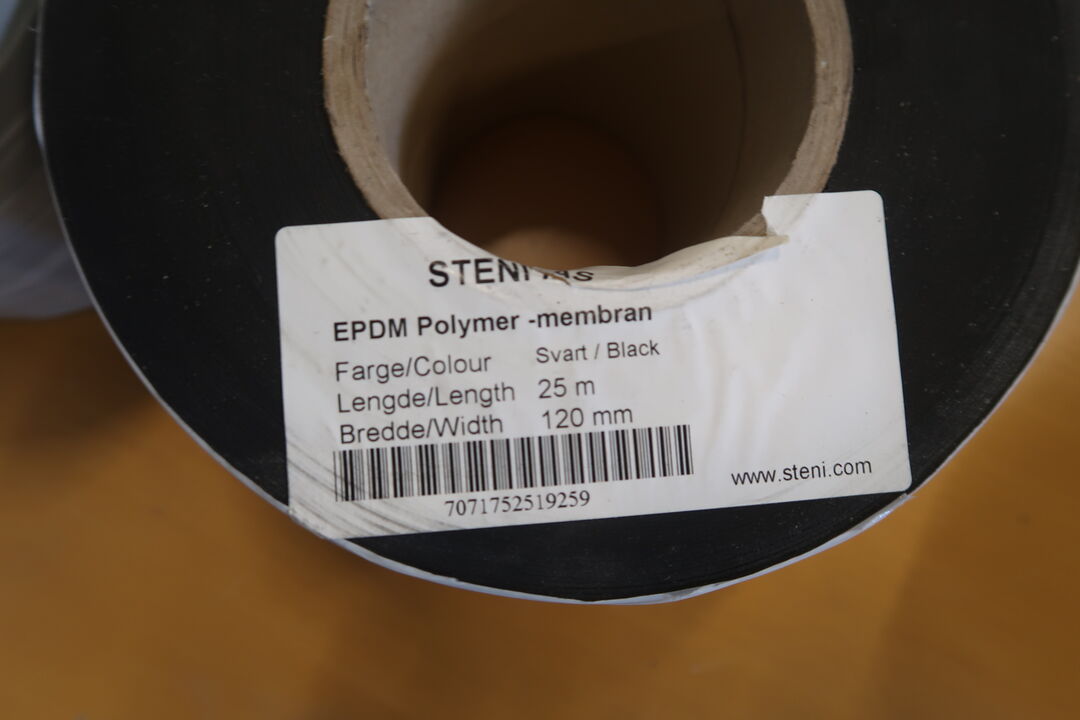 STENI AS
EPDM Polymer -membran
Farge/Colour Svart / Black
Lengde/Length 25 m
Bredde/Width 120 mm
7071752519259
www.steni.com